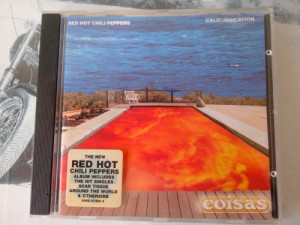 RED HOT CHILI PEPPERS
CALIFORNICATION
THE NEW
RED HOT
CHILI PEPPERS
ALBUM INCLUDES
THE HIT SINGLES :
SCAR TISSUE
AROUND THE WORLD
& OTHERSIDE
coisas